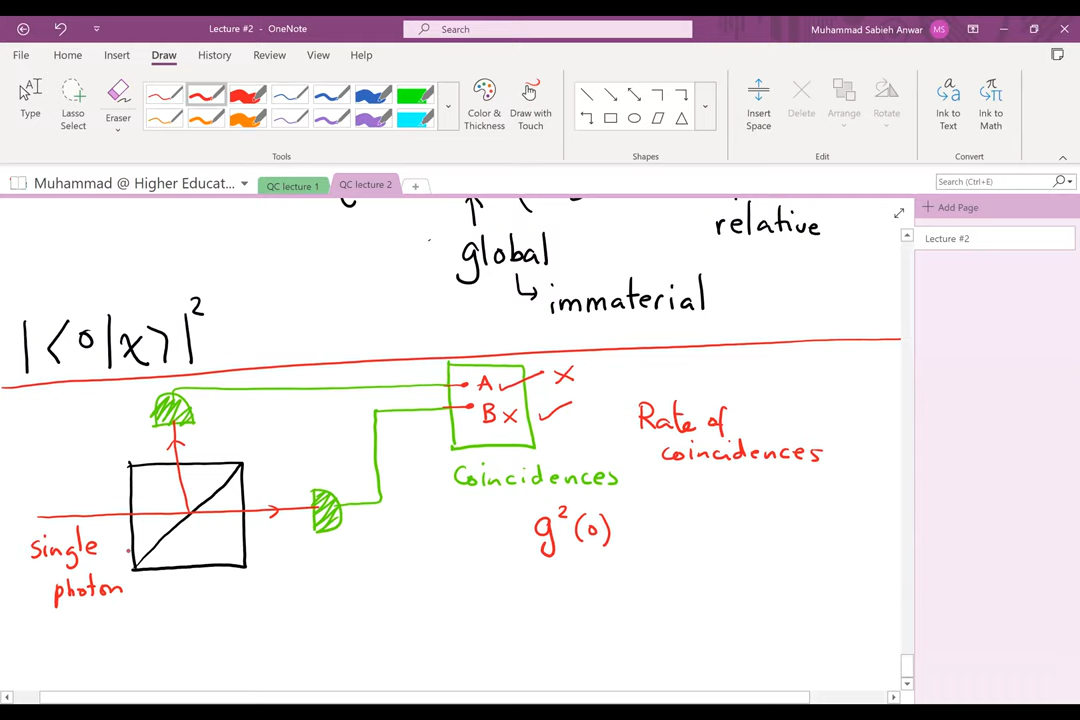 Lecture #2 - OneNote
Search
Muhammad Sabieh Anwar
MS
File Home Insert Draw History Review View Help
Type
Lasso Select
Eraser
Color & Thickness
Draw with Touch
Insert Space
Delete
Arrange
Rotate
Ink to Text
Ink to Math
Tools
Shapes
Edit
Convert
Muhammad @ Higher Educat...
QC lecture 1
QC lecture 2
Search (Ctrl+E)
Add Page
Lecture #2
relative
global
immaterial
|<0|x>|²
A ✓ X
B X ✓
Rate of
coincidences
Coincidences
g²(0)
single
photon